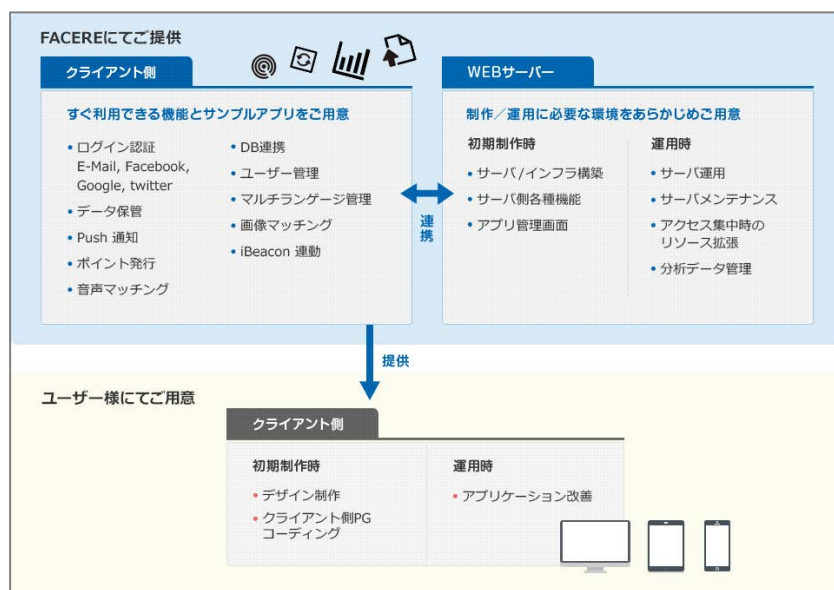 FACEREにてご提供
クライアント側
すぐ利用できる機能とサンプルアプリをご用意
• ログイン認証
E-Mail, Facebook,
Google, twitter
• データ保管
• Push 通知
• ポイント発行
• 音声マッチング
• DB連携
• ユーザー管理
• マルチランゲージ管理
• 画像マッチング
• iBeacon 連動
連携
WEBサーバー
制作／運用に必要な環境をあらかじめご用意
初期制作時
• サーバ/インフラ構築
• サーバ側各種機能
• アプリ管理画面
運用時
• サーバ運用
• サーバメンテナンス
• アクセス集中時の
リソース拡張
• 分析データ管理
提供
ユーザー様にてご用意
クライアント側
初期制作時
• デザイン制作
• クライアント側PG
コーディング
運用時
• アプリケーション改善